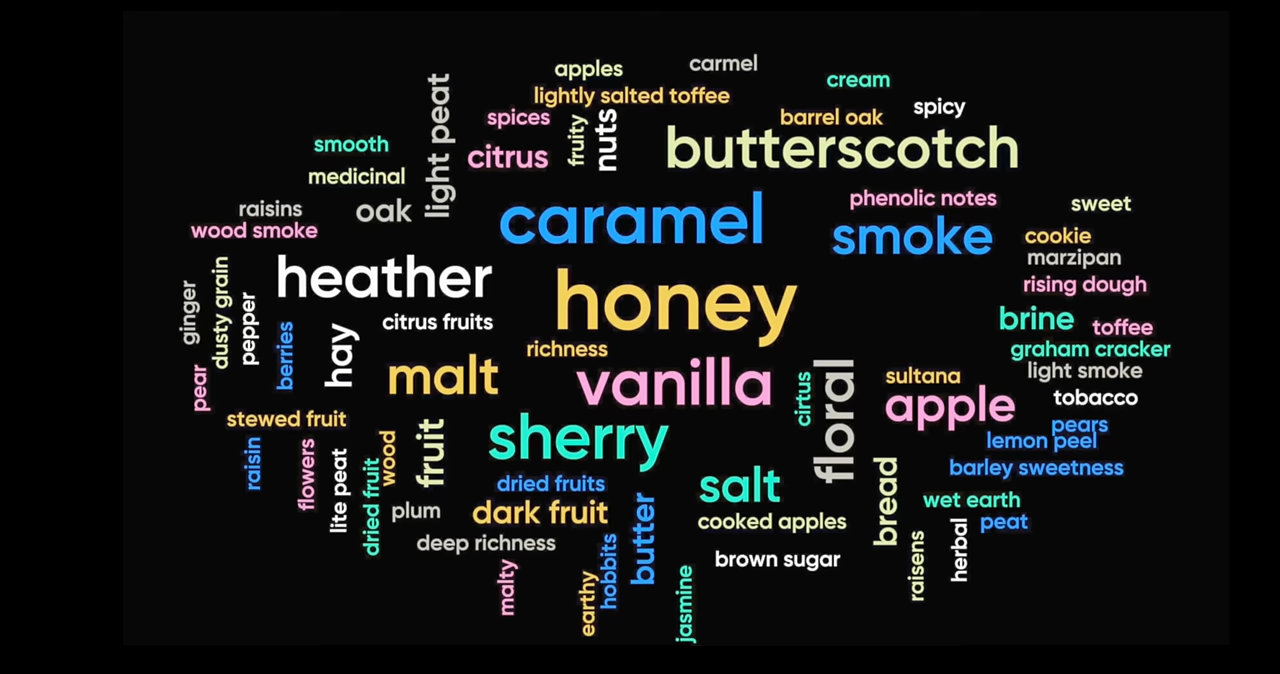 carmel
apples
cream
lightly salted toffee
spicy
barrel oak
spices
fruity
nuts
light peat
butterscotch
smooth
citrus
medicinal
phenolic notes
sweet
raisins
oak
caramel
smoke
wood smoke
cookie
marzipan
heather
rising dough
honey
ginger
dusty grain
pepper
citrus fruits
brine
toffee
berries
hay
richness
graham cracker
light smoke
malt
vanilla
sultana
pear
cirtus
floral
apple
tobacco
stewed fruit
pears
sherry
lemon peel
raisin
flowers
lite peat
dried fruit
wood
fruit
barley sweetness
dried fruits
salt
bread
wet earth
plum
dark fruit
butter
cooked apples
peat
deep richness
brown sugar
raisens
herbal
malty
earthy
hobbits
jasmine